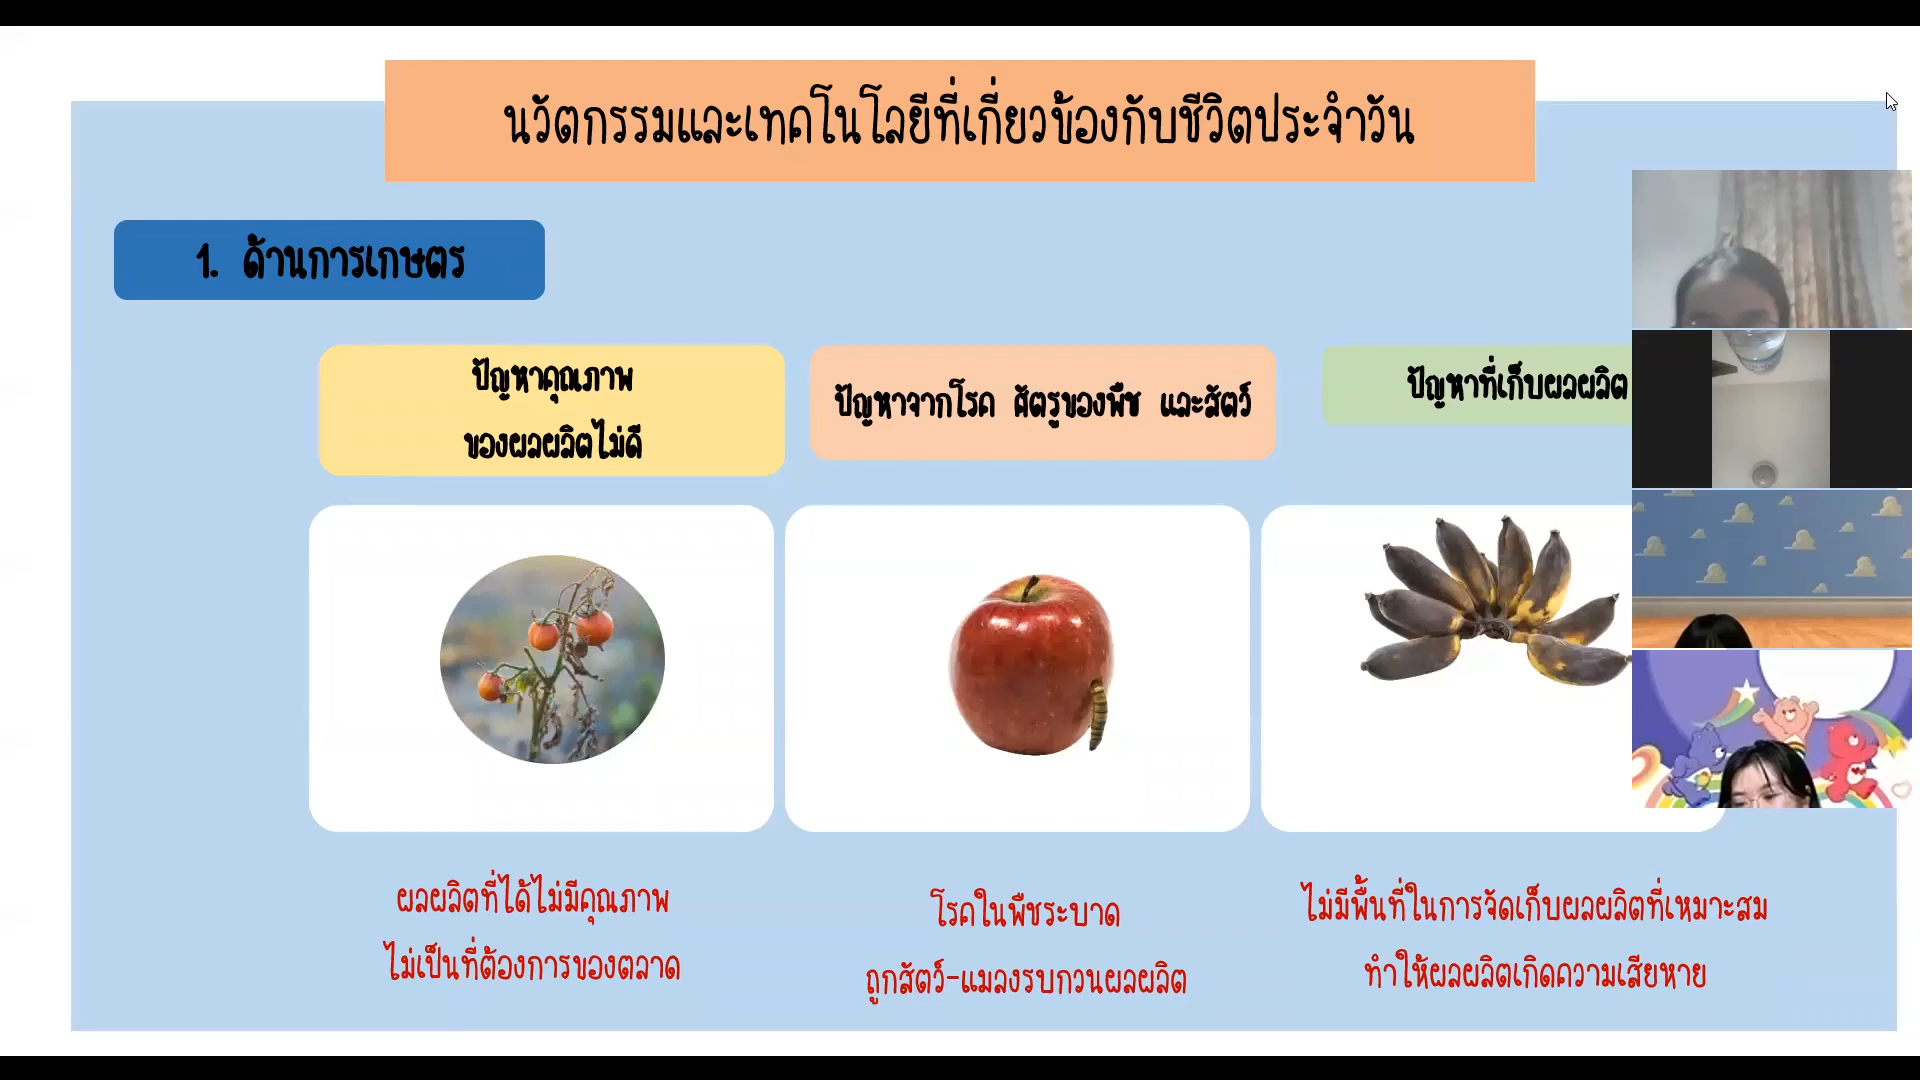 นวัตกรรมและเทคโนโลยีที่เกี่ยวข้องกับชีวิตประจำวัน
1. ด้านการเกษตร
ปัญหาคุณภาพ
ของผลผลิตไม่ดี
ปัญหาจากโรค ศัตรูของพืช และสัตว์
ปัญหาที่เก็บผลผลิต
ผลผลิตที่ได้ไม่มีคุณภาพ
ไม่เป็นที่ต้องการของตลาด
โรคในพืชระบาด
ถูกสัตว์-แมลงรบกวนผลผลิต
ไม่มีพื้นที่ในการจัดเก็บผลผลิตที่เหมาะสม
ทำให้ผลผลิตเกิดความเสียหาย